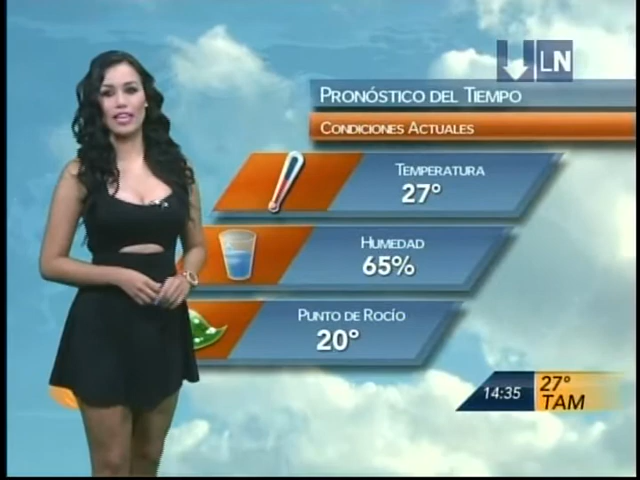 LN
PRONÓSTICO DEL TIEMPO
CONDICIONES ACTUALES
TEMPERATURA
27°
HUMEDAD
65%
PUNTO DE ROCÍO
20°
14:35
27°
TAM